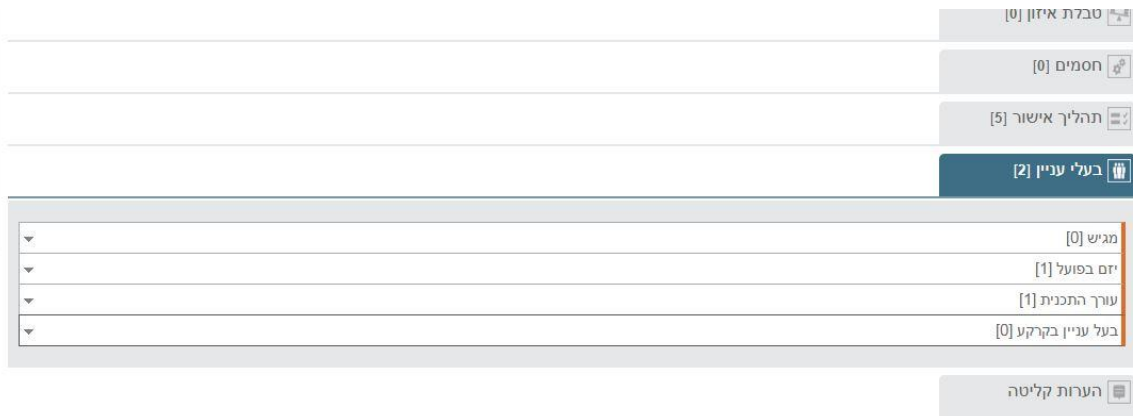 טבלת איזון [0]
חסמים [0]
תהליך אישור [5]
בעלי עניין [2]
מגיש [0]
יזם בפועל [1]
עורך התכנית [1]
בעל עניין בקרקע [0]
הערות קליטה